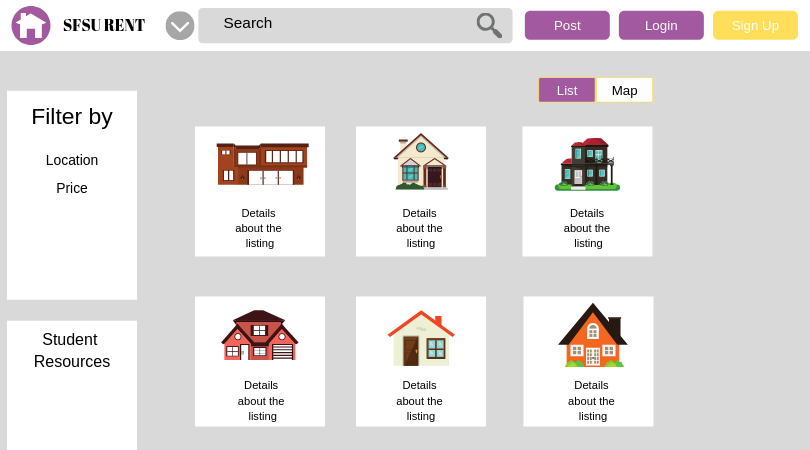 SFSU RENT
Search
Post
Login
Sign Up
List
Map
Filter by
Location
Price
Details
about the
listing
Details
about the
listing
Details
about the
listing
Student
Resources
Details
about the
listing
Details
about the
listing
Details
about the
listing